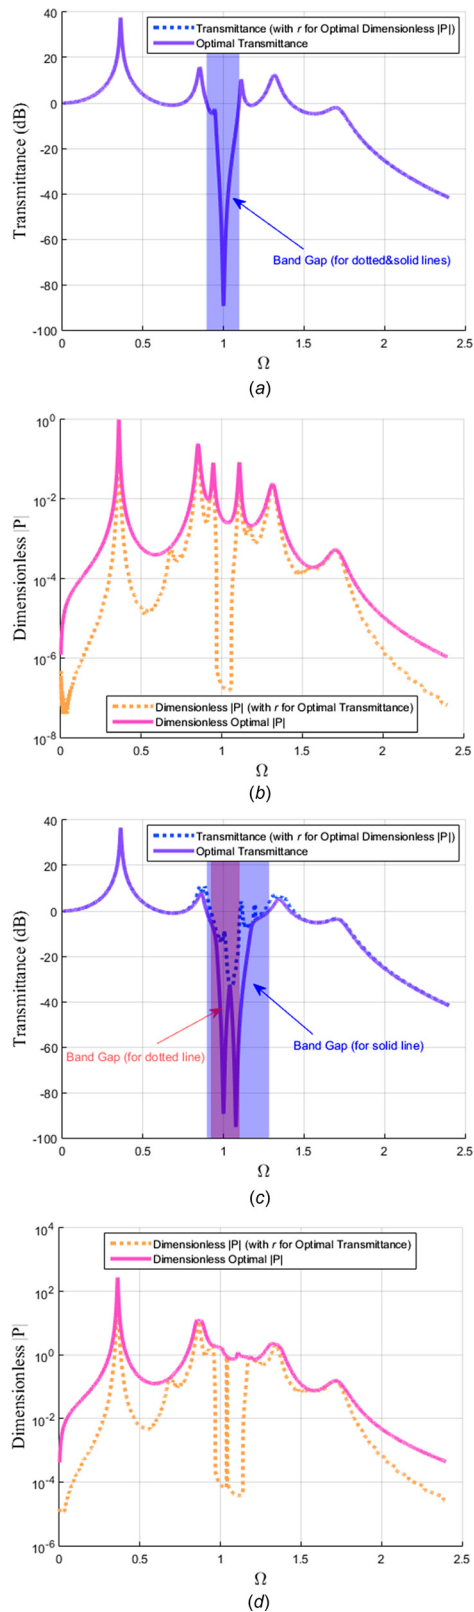 40
20
0
-20
-40
-60
-80
-100
Transmittance (dB)
Transmittance (with r for Optimal Dimensionless |P|)
Optimal Transmittance
Band Gap (for dotted&solid lines)
0 0.5 1 1.5 2 2.5
Ω
(a)
10^0
10^-2
10^-4
10^-6
10^-8
Dimensionless |P|
Dimensionless |P| (with r for Optimal Transmittance)
Dimensionless Optimal |P|
0 0.5 1 1.5 2 2.5
Ω
(b)
40
20
0
-20
-40
-60
-80
-100
Transmittance (dB)
Transmittance (with r for Optimal Dimensionless |P|)
Optimal Transmittance
Band Gap (for solid line)
Band Gap (for dotted line)
0 0.5 1 1.5 2 2.5
Ω
(c)
10^4
10^2
10^0
10^-2
10^-4
10^-6
Dimensionless |P|
Dimensionless |P| (with r for Optimal Transmittance)
Dimensionless Optimal |P|
0 0.5 1 1.5 2 2.5
Ω
(d)